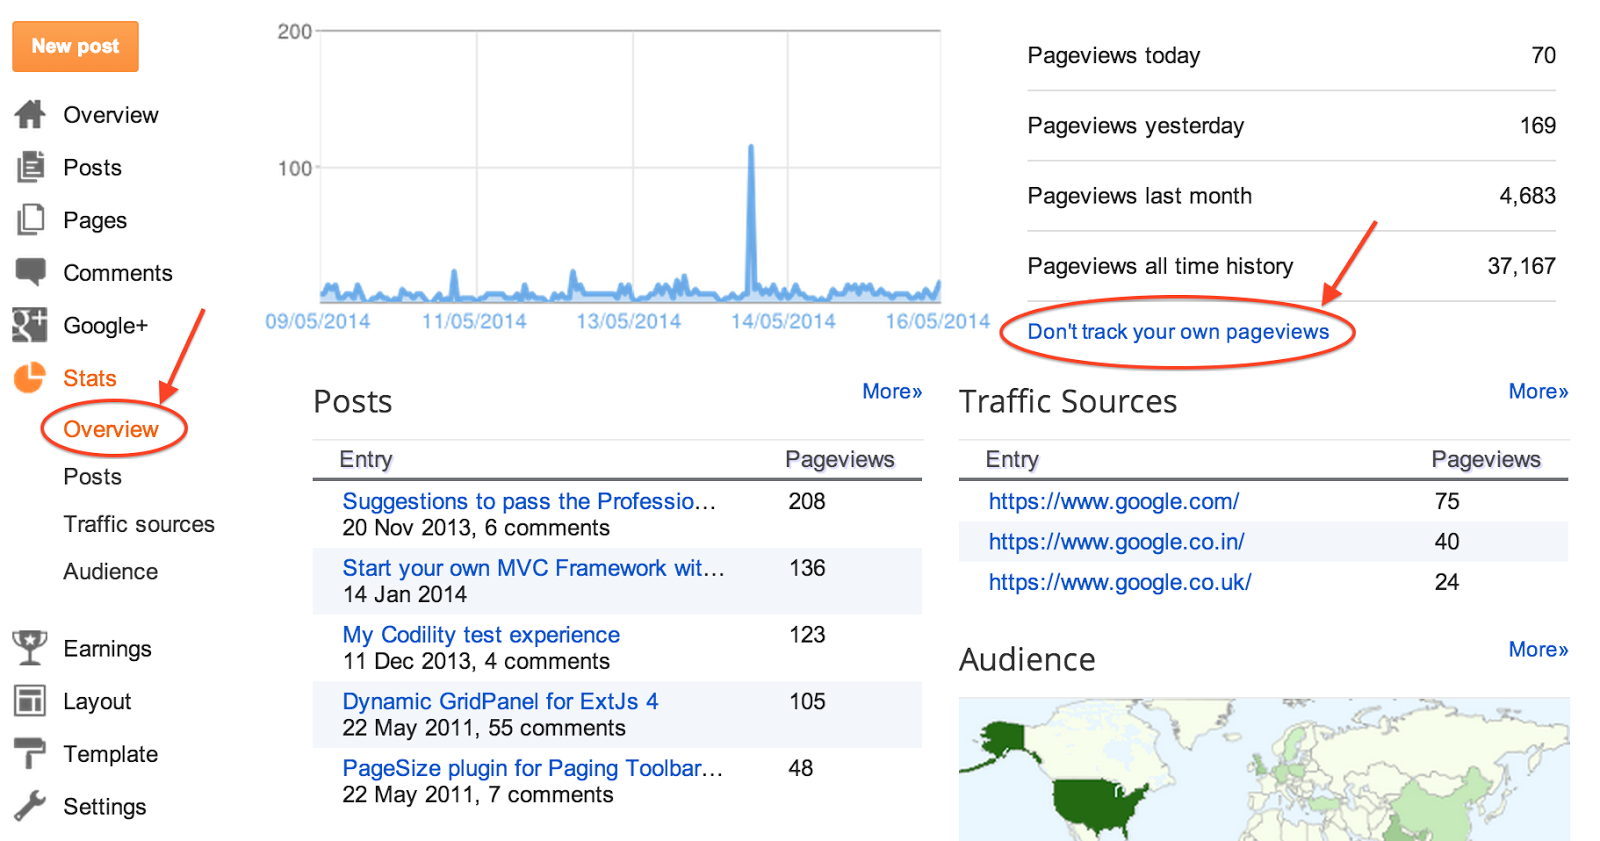 New post
Overview
Posts
Pages
Comments
Google+
Stats
Overview
Posts
Traffic sources
Audience
Earnings
Layout
Template
Settings
200
100
09/05/2014 11/05/2014 13/05/2014 14/05/2014 16/05/2014
Pageviews today 70
Pageviews yesterday 169
Pageviews last month 4,683
Pageviews all time history 37,167
Don't track your own pageviews
Posts More»
Entry Pageviews
Suggestions to pass the Professio... 208
20 Nov 2013, 6 comments
Start your own MVC Framework wit... 136
14 Jan 2014
My Codility test experience 123
11 Dec 2013, 4 comments
Dynamic GridPanel for ExtJs 4 105
22 May 2011, 55 comments
PageSize plugin for Paging Toolbar... 48
22 May 2011, 7 comments
Traffic Sources More»
Entry Pageviews
https://www.google.com/ 75
https://www.google.co.in/ 40
https://www.google.co.uk/ 24
Audience More»